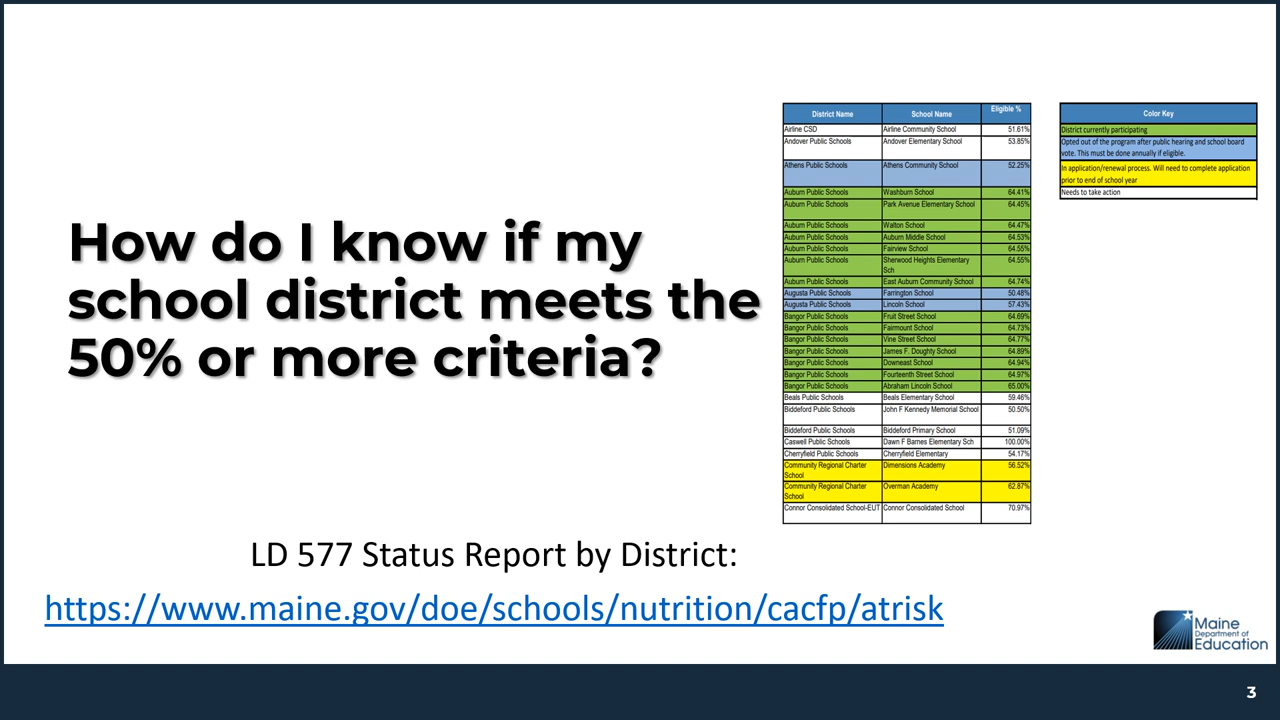 How do I know if my
school district meets the
50% or more criteria?
District Name School Name Eligible %
Airline CSD Airline Community School 51.61%
Andover Public Schools Andover Elementary School 53.85%
Athens Public Schools Athens Community School 52.25%
Auburn Public Schools Washburn School 64.41%
Auburn Public Schools Park Avenue Elementary School 64.45%
Auburn Public Schools Walton School 64.47%
Auburn Public Schools Auburn Middle School 64.53%
Auburn Public Schools Fairview School 64.55%
Auburn Public Schools Sherwood Heights Elementary 64.55%
Sch
Auburn Public Schools East Auburn Community School 64.74%
Augusta Public Schools Farrington School 50.48%
Augusta Public Schools Lincoln School 57.43%
Bangor Public Schools Fruit Street School 64.69%
Bangor Public Schools Fairmount School 64.73%
Bangor Public Schools Vine Street School 64.77%
Bangor Public Schools James F. Doughty School 64.89%
Bangor Public Schools Downeast School 64.94%
Bangor Public Schools Fourteenth Street School 64.97%
Bangor Public Schools Abraham Lincoln School 65.00%
Beals Public Schools Beals Elementary School 59.46%
Biddeford Public Schools John F Kennedy Memorial School 50.50%
Biddeford Public Schools Biddeford Primary School 51.09%
Caswell Public Schools Dawn F Barnes Elementary Sch 100.00%
Cherryfield Public Schools Cherryfield Elementary 54.17%
Community Regional Charter Dimensions Academy 56.52%
School
Community Regional Charter Overman Academy 62.87%
School
Connor Consolidated School-EUT Connor Consolidated School 70.97%
Color Key
District currently participating
Opted out of the program after public hearing and school board
vote. This must be done annually if eligible.
In application/renewal process. Will need to complete application
prior to end of school year
Needs to take action
LD 577 Status Report by District:
https://www.maine.gov/doe/schools/nutrition/cacfp/atrisk
Maine
Department of
Education
3